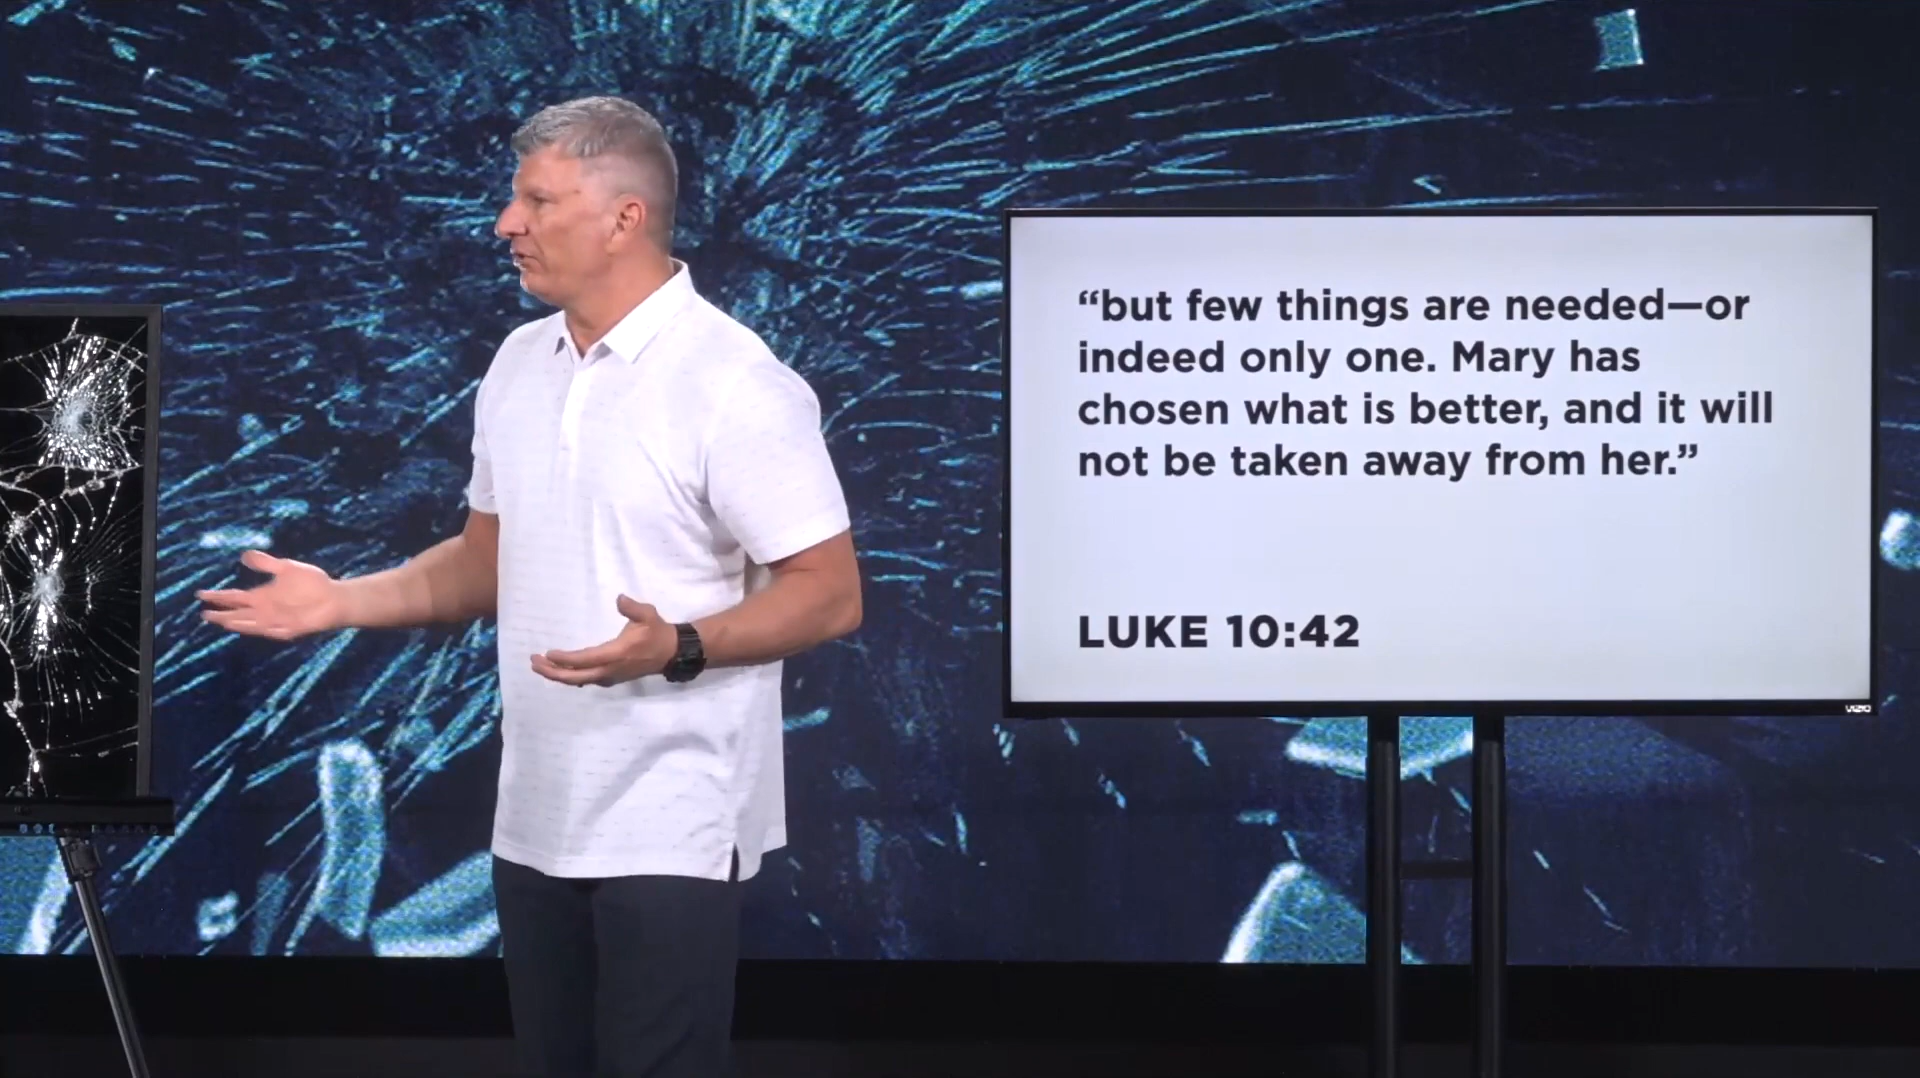 “but few things are needed—or
indeed only one. Mary has
chosen what is better, and it will
not be taken away from her.”
LUKE 10:42
VIZIO